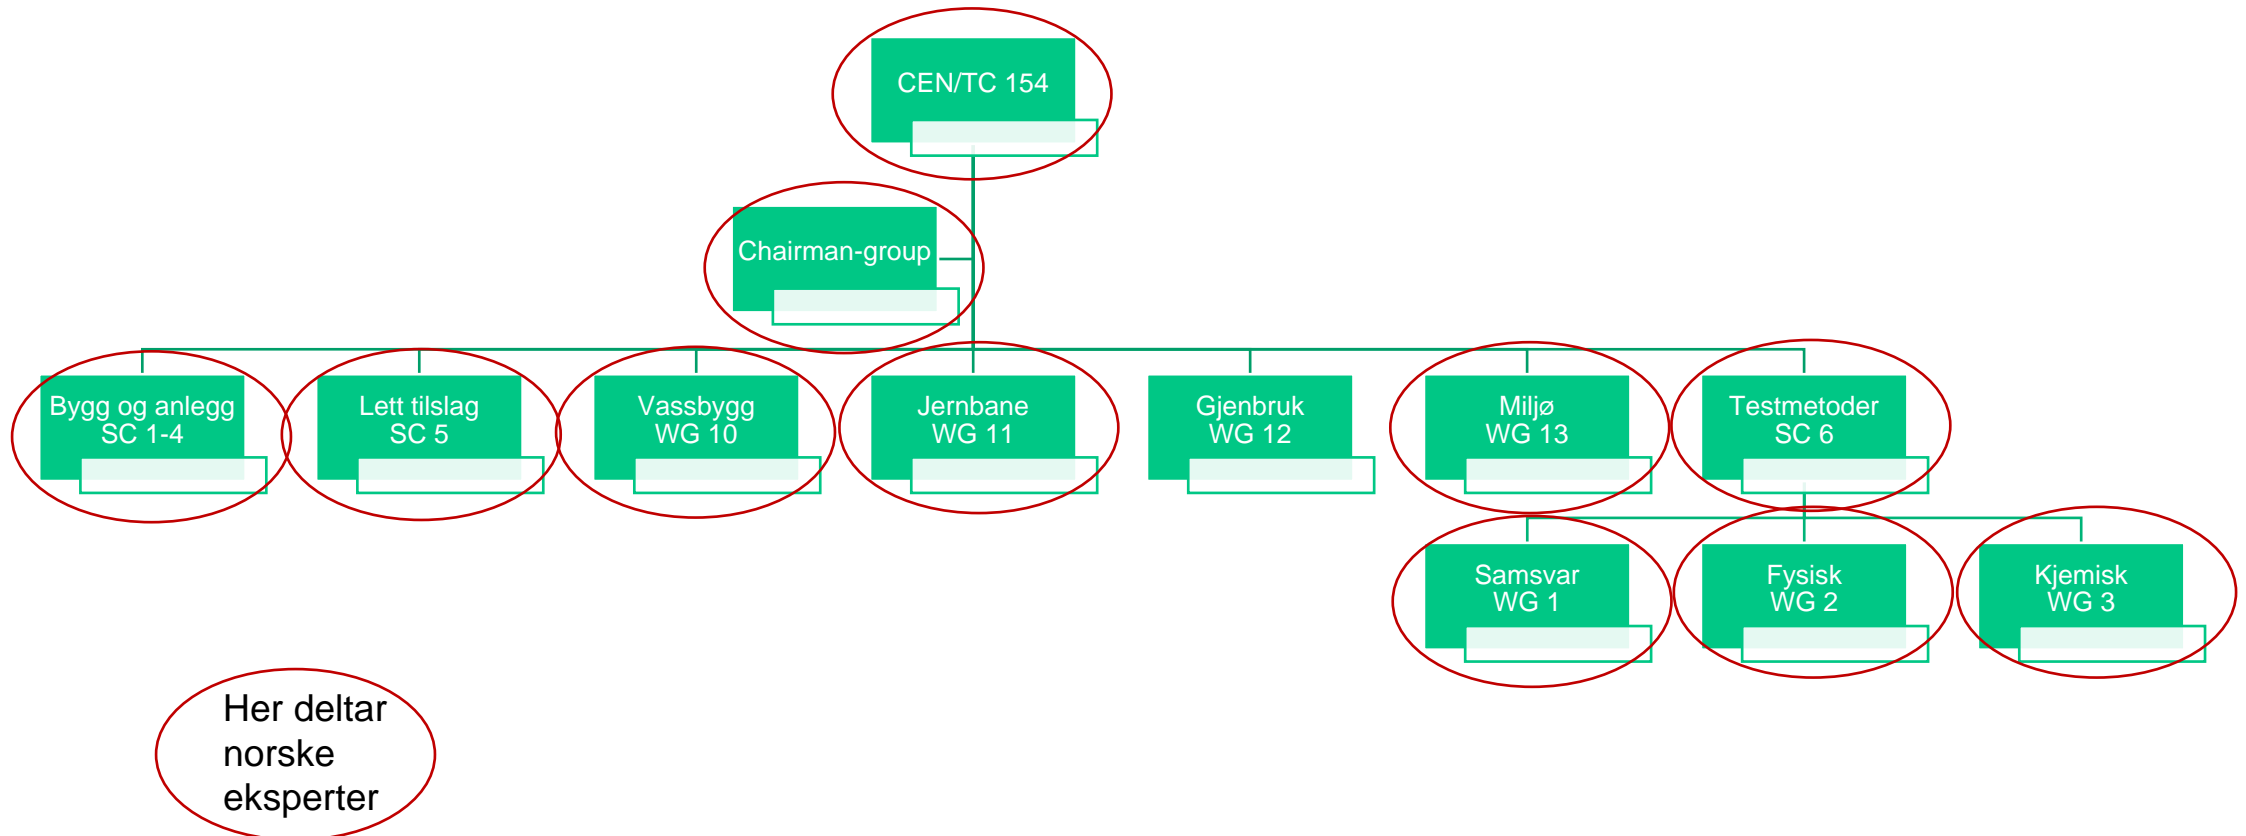 CEN/TC 154
Chairman-group
Bygg og anlegg
SC 1-4
Lett tilslag
SC 5
Vassbygg
WG 10
Jernbane
WG 11
Gjenbruk
WG 12
Miljø
WG 13
Testmetoder
SC 6
Samsvar
WG 1
Fysisk
WG 2
Kjemisk
WG 3
Her deltar
norske
eksperter